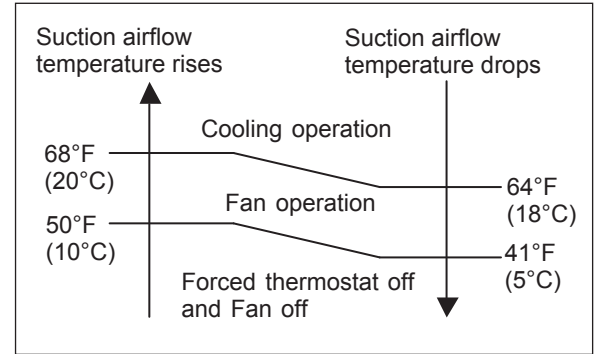 Suction airflow
temperature rises
Suction airflow
temperature drops
Cooling operation
68°F
(20°C)
64°F
(18°C)
Fan operation
50°F
(10°C)
41°F
(5°C)
Forced thermostat off
and Fan off